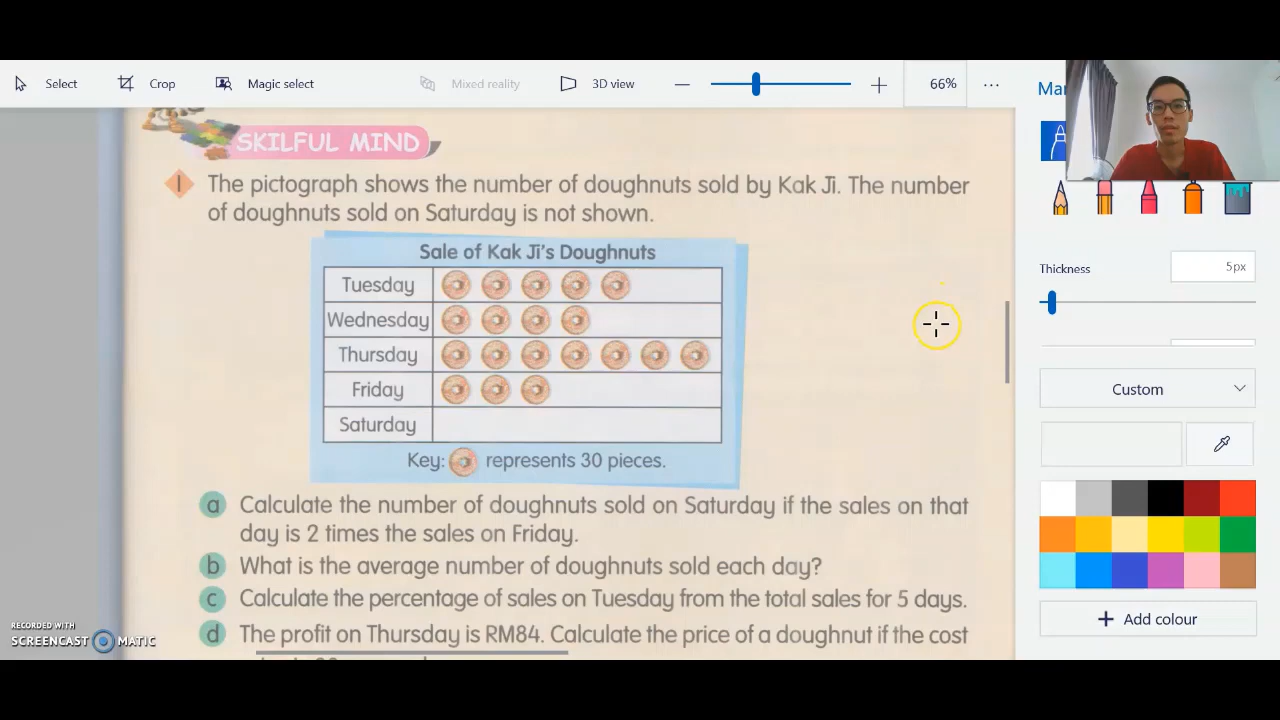 Select
Crop
Magic select
Mixed reality
3D view
66%
SKILFUL MIND
1 The pictograph shows the number of doughnuts sold by Kak Ji. The number
of doughnuts sold on Saturday is not shown.
Sale of Kak Ji's Doughnuts
Tuesday
Wednesday
Thursday
Friday
Saturday
Key: represents 30 pieces.
a Calculate the number of doughnuts sold on Saturday if the sales on that
day is 2 times the sales on Friday.
b What is the average number of doughnuts sold each day?
c Calculate the percentage of sales on Tuesday from the total sales for 5 days.
d The profit on Thursday is RM84. Calculate the price of a doughnut if the cost
Thickness
5px
Custom
+ Add colour
RECORDED WITH
SCREENCAST MATIC